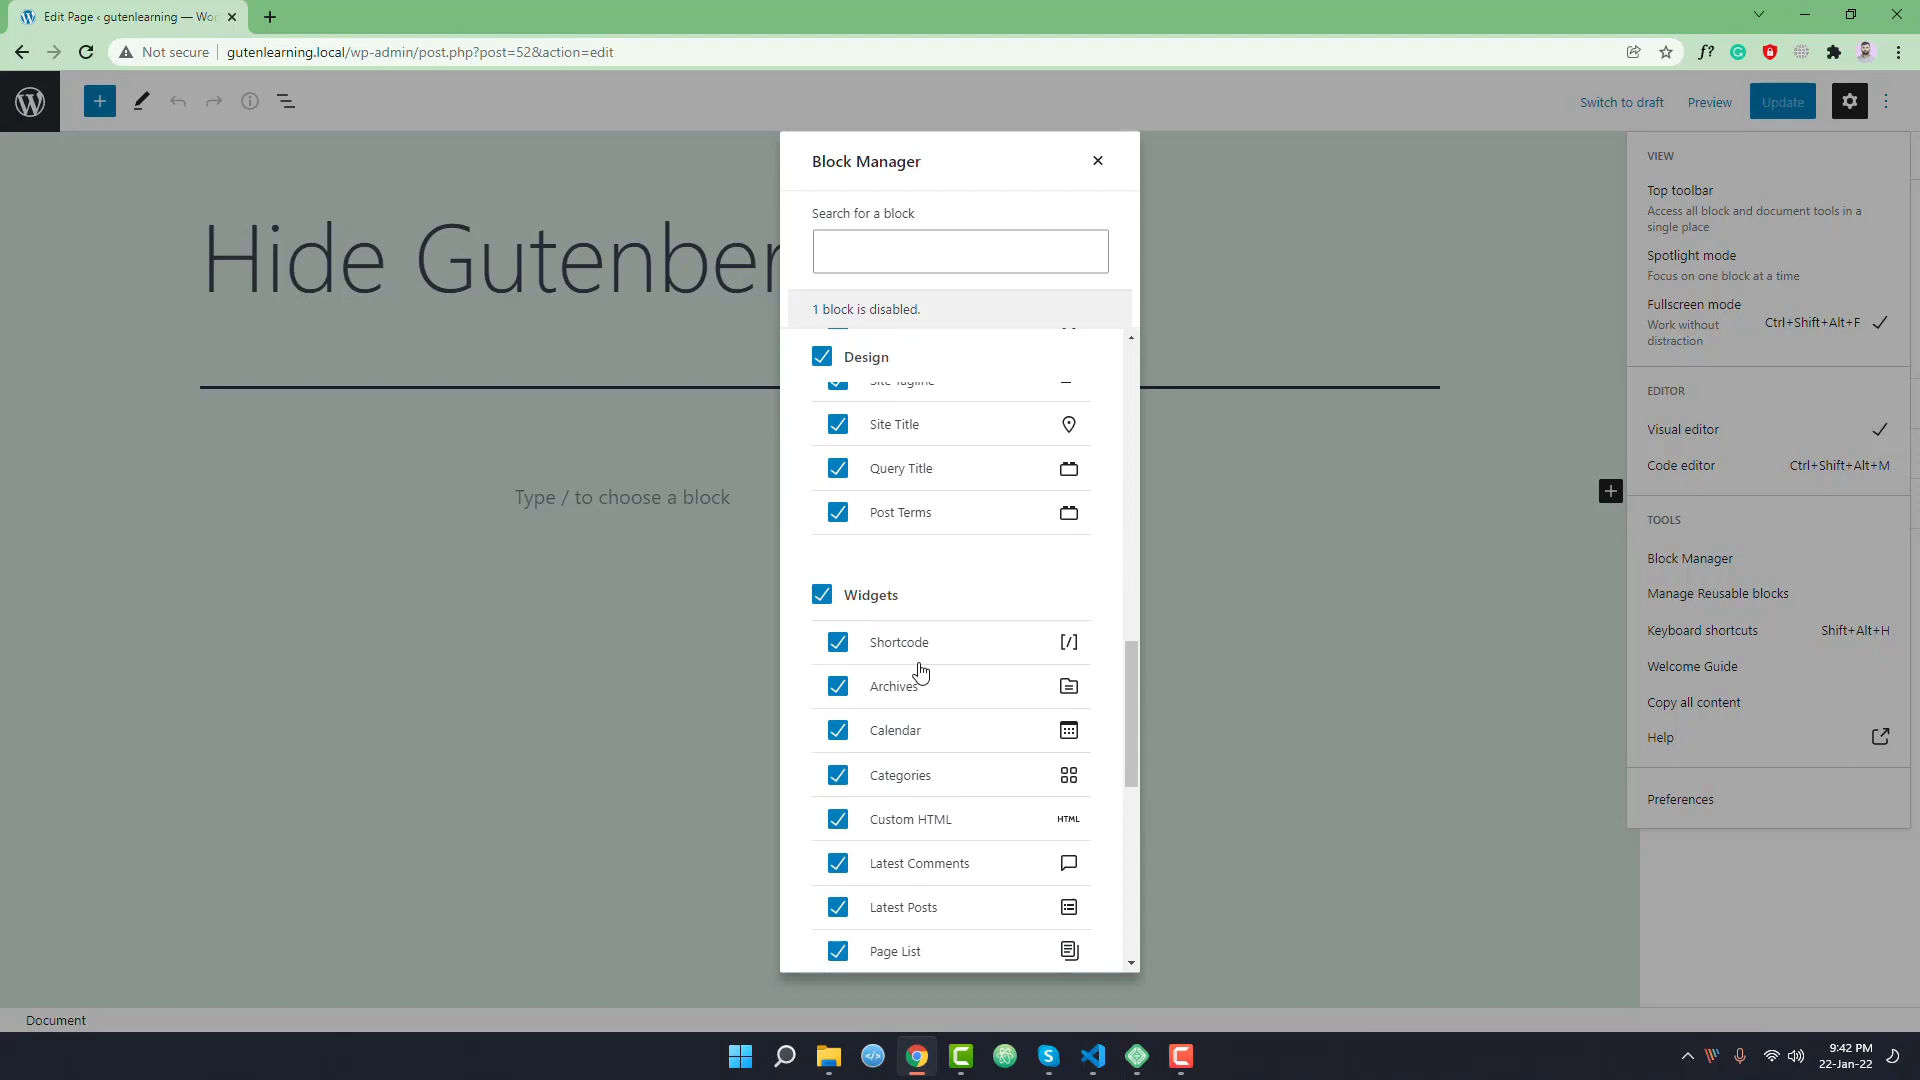 Edit Page ‹ gutenlearning — Wor
Not secure
gutenlearning.local/wp-admin/post.php?post=52&action=edit
f?
Switch to draft
Preview
Update
Hide Gutenber
Type / to choose a block
Block Manager
Search for a block
1 block is disabled.
Design
Site Tagline
Site Title
Query Title
Post Terms
Widgets
Shortcode
[/]
Archives
Calendar
Categories
Custom HTML
HTML
Latest Comments
Latest Posts
Page List
VIEW
Top toolbar
Access all block and document tools in a
single place
Spotlight mode
Focus on one block at a time
Fullscreen mode
Work without
distraction
Ctrl+Shift+Alt+F
EDITOR
Visual editor
Code editor
Ctrl+Shift+Alt+M
TOOLS
Block Manager
Manage Reusable blocks
Keyboard shortcuts
Shift+Alt+H
Welcome Guide
Copy all content
Help
Preferences
Document
9:42 PM
22-Jan-22